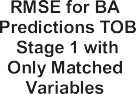 RMSE for BA
Predictions TOB
Stage 1 with
Only Matched
Variables